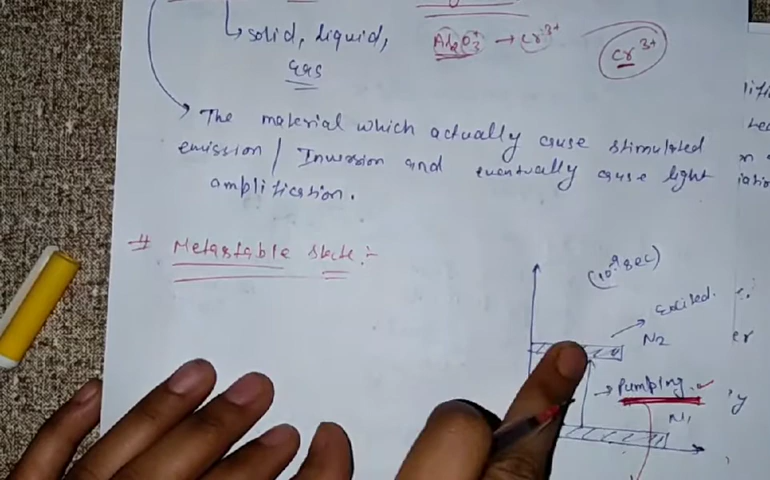 solid, liquid,
gas
Al2O3 → Cr3+
Cr3+
The material which actually cause stimulated
emission / Inversion and eventually cause light
amplification.
# Metastable state :-
(10-9 sec)
excited.
N2
Pumping.
N1